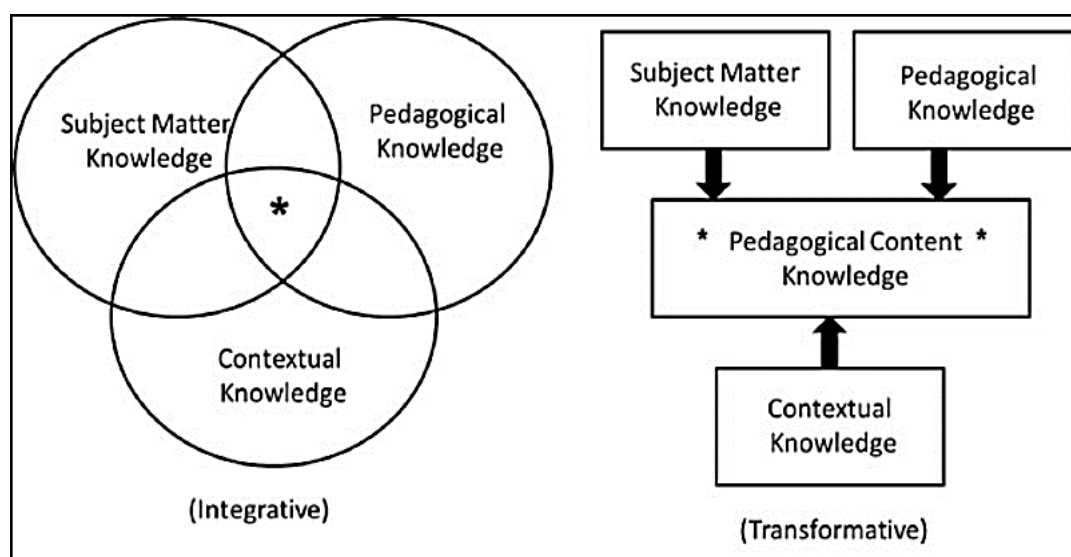 Subject Matter
Knowledge
Pedagogical
Knowledge
*
Contextual
Knowledge
(Integrative)
Subject Matter
Knowledge
Pedagogical
Knowledge
* Pedagogical Content *
Knowledge
Contextual
Knowledge
(Transformative)